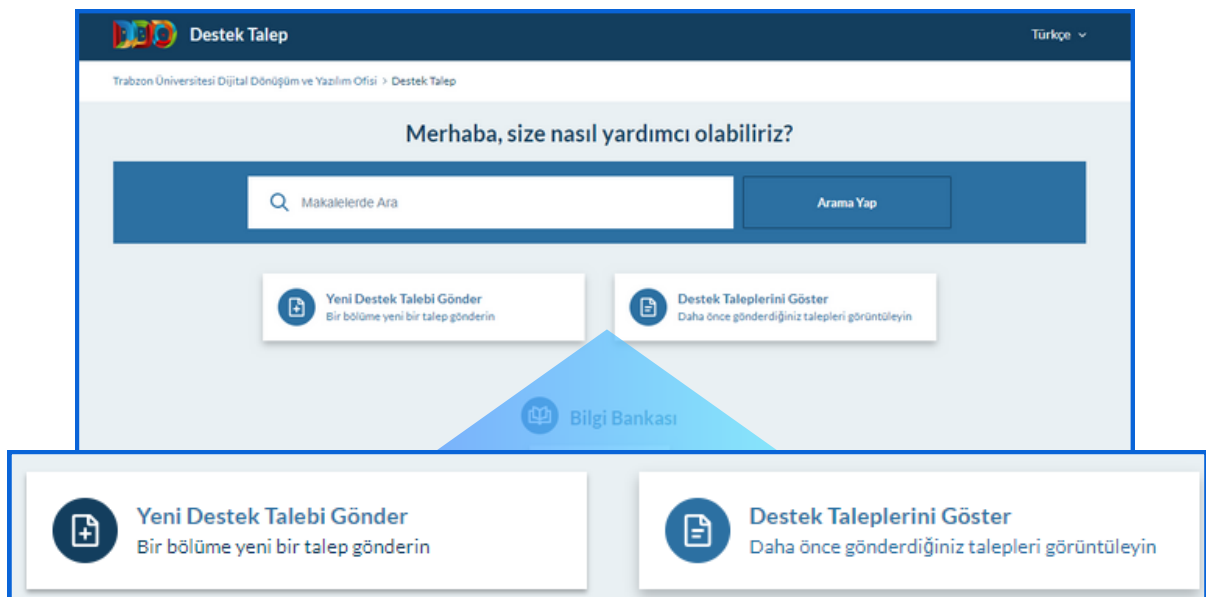 DDO Destek Talep
Türkçe
Trabzon Üniversitesi Dijital Dönüşüm ve Yazılım Ofisi > Destek Talep
Merhaba, size nasıl yardımcı olabiliriz?
Makalelerde Ara
Arama Yap
Yeni Destek Talebi Gönder
Bir bölüme yeni bir talep gönderin
Destek Taleplerini Göster
Daha önce gönderdiğiniz talepleri görüntüleyin
Bilgi Bankası
Yeni Destek Talebi Gönder
Bir bölüme yeni bir talep gönderin
Destek Taleplerini Göster
Daha önce gönderdiğiniz talepleri görüntüleyin